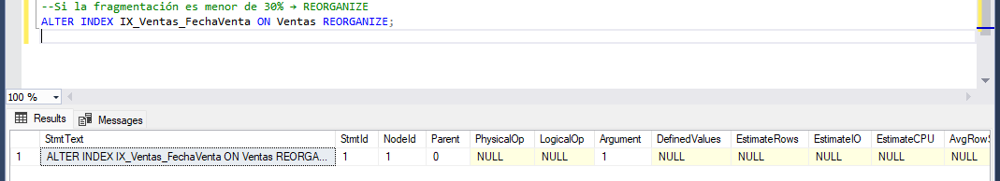 --Si la fragmentación es menor de 30% → REORGANIZE
ALTER INDEX IX_Ventas_FechaVenta ON Ventas REORGANIZE;
100 %
Results Messages
StmtText StmtId NodeId Parent PhysicalOp LogicalOp Argument DefinedValues EstimateRows EstimateIO EstimateCPU AvgRowS
1 ALTER INDEX IX_Ventas_FechaVenta ON Ventas REORGA... 1 1 0 NULL NULL 1 NULL NULL NULL NULL NULL